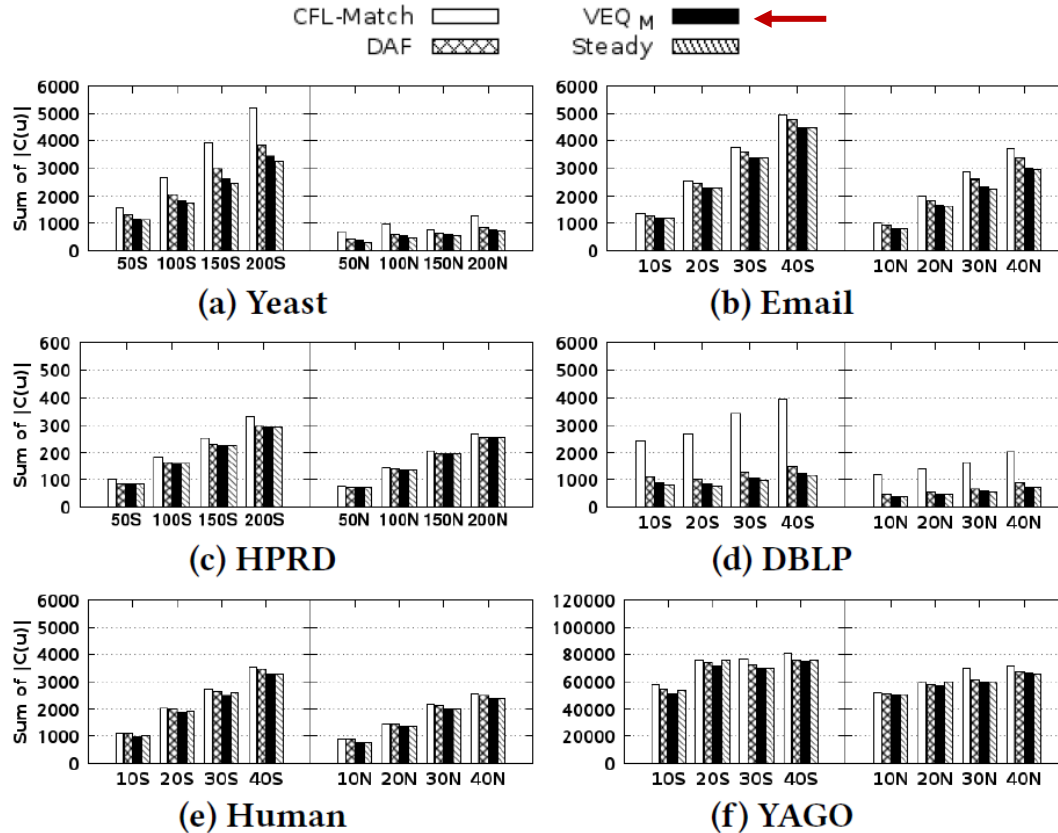 CFL-Match VEQ M
DAF Steady
Sum of |C(u)|
6000 6000
5000 5000
4000 4000
3000 3000
2000 2000
1000 1000
0 0
50S 100S 150S 200S 50N 100N 150N 200N 10S 20S 30S 40S 10N 20N 30N 40N
(a) Yeast (b) Email
Sum of |C(u)|
600 6000
500 5000
400 4000
300 3000
200 2000
100 1000
0 0
50S 100S 150S 200S 50N 100N 150N 200N 10S 20S 30S 40S 10N 20N 30N 40N
(c) HPRD (d) DBLP
Sum of |C(u)|
6000 120000
5000 100000
4000 80000
3000 60000
2000 40000
1000 20000
0 0
10S 20S 30S 40S 10N 20N 30N 40N 10S 20S 30S 40S 10N 20N 30N 40N
(e) Human (f) YAGO